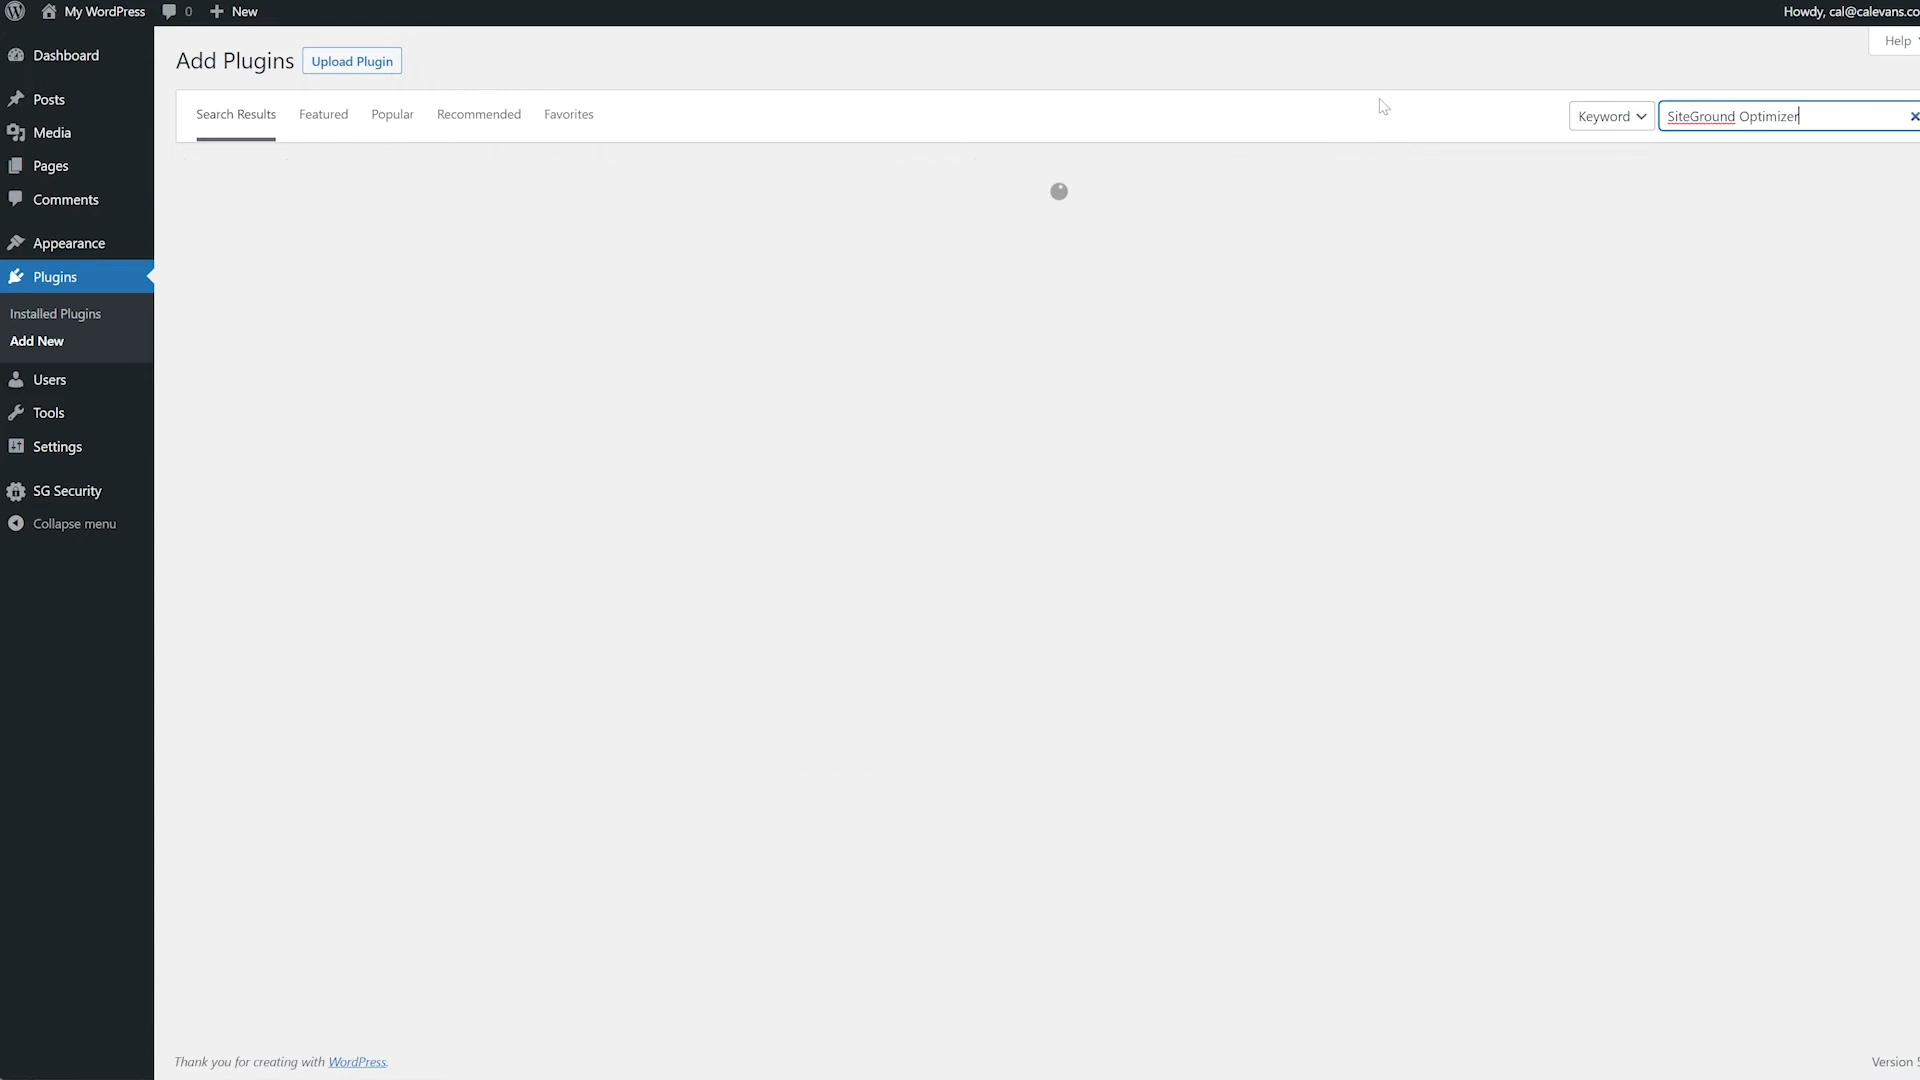 My WordPress 0 New Howdy, cal@calevans.co
Help
Dashboard
Add Plugins Upload Plugin
Posts
Search Results Featured Popular Recommended Favorites Keyword SiteGround Optimizer
Media
Pages
Comments
Appearance
Plugins
Installed Plugins
Add New
Users
Tools
Settings
SG Security
Collapse menu
Thank you for creating with WordPress. Version 5